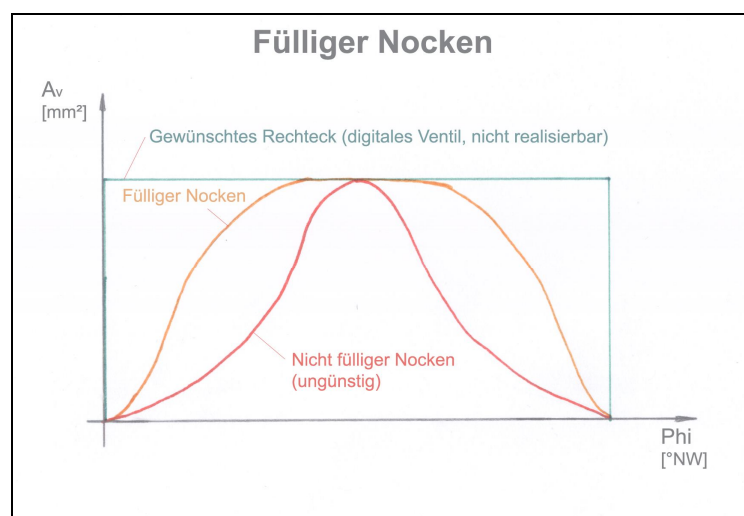 Fülliger Nocken
Av
[mm²]
Gewünschtes Rechteck (digitales Ventil, nicht realisierbar)
Fülliger Nocken
Nicht fülliger Nocken
(ungünstig)
Phi
[°NW]